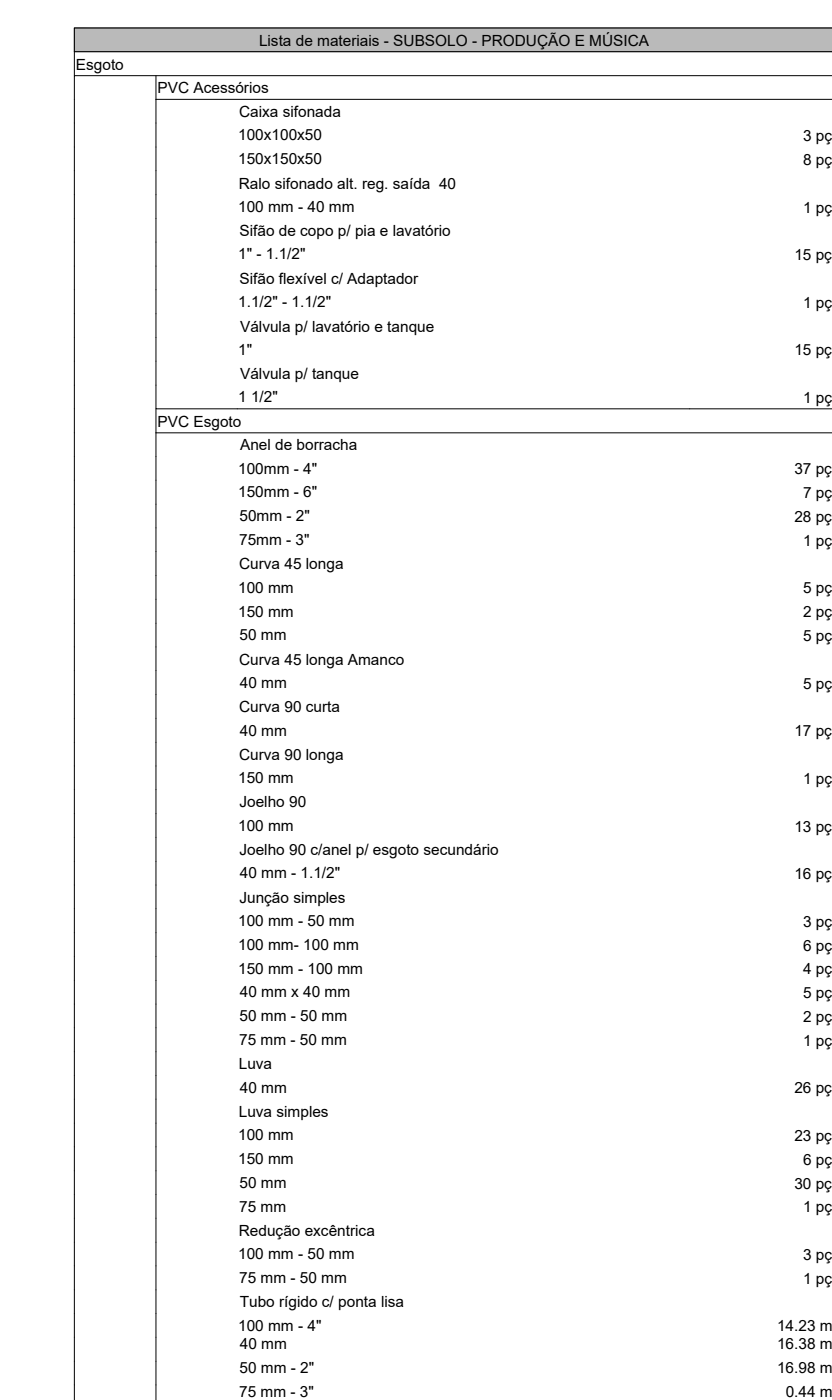 Lista de materiais - SUBSOLO - PRODUÇÃO E MÚSICA
Esgoto
PVC Acessórios
Caixa sifonada
100x100x50 3 pç
150x150x50 8 pç
Ralo sifonado alt. reg. saída 40
100 mm - 40 mm 1 pç
Sifão de copo p/ pia e lavatório
1" - 1.1/2" 15 pç
Sifão flexível c/ Adaptador
1.1/2" - 1.1/2" 1 pç
Válvula p/ lavatório e tanque
1" 15 pç
Válvula p/ tanque
1 1/2" 1 pç
PVC Esgoto
Anel de borracha
100mm - 4" 37 pç
150mm - 6" 7 pç
50mm - 2" 28 pç
75mm - 3" 1 pç
Curva 45 longa
100 mm 5 pç
150 mm 2 pç
50 mm 5 pç
Curva 45 longa Amanco
40 mm 5 pç
Curva 90 curta
40 mm 17 pç
Curva 90 longa
150 mm 1 pç
Joelho 90
100 mm 13 pç
Joelho 90 c/anel p/ esgoto secundário
40 mm - 1.1/2" 16 pç
Junção simples
100 mm - 50 mm 3 pç
100 mm- 100 mm 6 pç
150 mm - 100 mm 4 pç
40 mm x 40 mm 5 pç
50 mm - 50 mm 2 pç
75 mm - 50 mm 1 pç
Luva
40 mm 26 pç
Luva simples
100 mm 23 pç
150 mm 6 pç
50 mm 30 pç
75 mm 1 pç
Redução excêntrica
100 mm - 50 mm 3 pç
75 mm - 50 mm 1 pç
Tubo rígido c/ ponta lisa
100 mm - 4" 14.23 m
40 mm 16.38 m
50 mm - 2" 16.98 m
75 mm - 3" 0.44 m